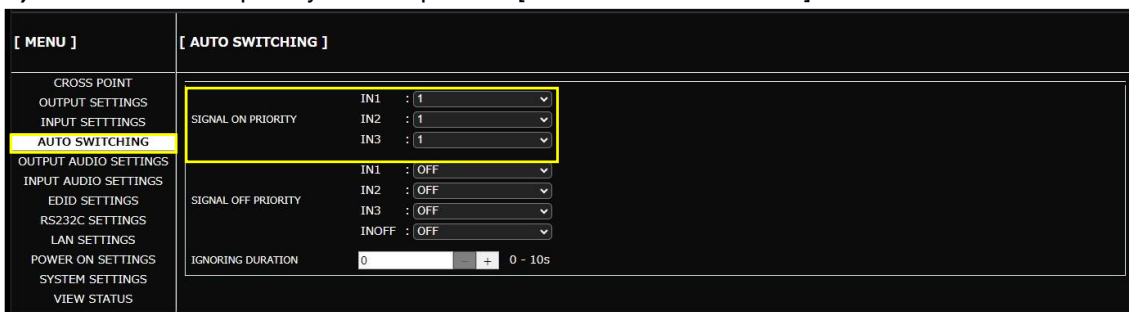 [ MENU ]
[ AUTO SWITCHING ]
CROSS POINT
OUTPUT SETTINGS
INPUT SETTTINGS
AUTO SWITCHING
OUTPUT AUDIO SETTINGS
INPUT AUDIO SETTINGS
EDID SETTINGS
RS232C SETTINGS
LAN SETTINGS
POWER ON SETTINGS
SYSTEM SETTINGS
VIEW STATUS
SIGNAL ON PRIORITY
IN1 : 1
IN2 : 1
IN3 : 1
SIGNAL OFF PRIORITY
IN1 : OFF
IN2 : OFF
IN3 : OFF
INOFF : OFF
IGNORING DURATION 0 - + 0 - 10s